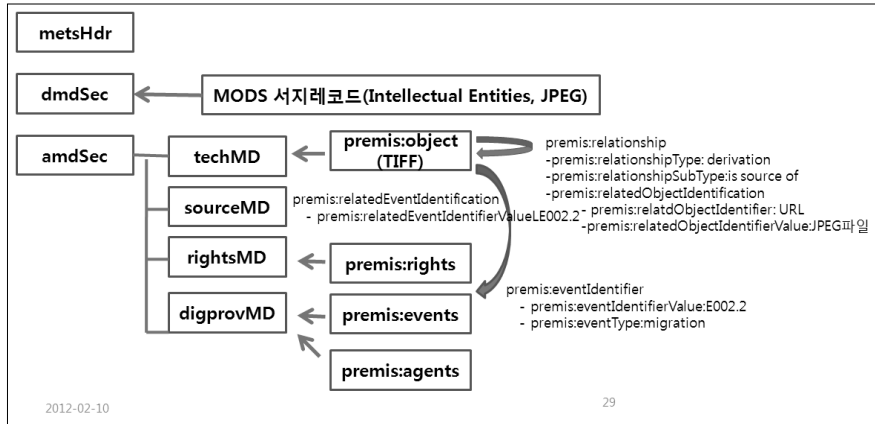 metsHdr
dmdSec
MODS 서지레코드(Intellectual Entities, JPEG)
amdSec
techMD
premis:object
(TIFF)
premis:relationship
-premis:relationshipType: derivation
-premis:relationshipSubType:is source of
-premis:relatedObjectIdentification
- premis:relatdObjectIdentifier: URL
-premis:relatedObjectIdentifierValue:JPEG파일
sourceMD
premis:relatedEventIdentification
- premis:relatedEventIdentifierValueLE002.2
rightsMD
premis:rights
digprovMD
premis:events
premis:eventIdentifier
- premis:eventIdentifierValue:E002.2
- premis:eventType:migration
premis:agents
2012-02-10
29